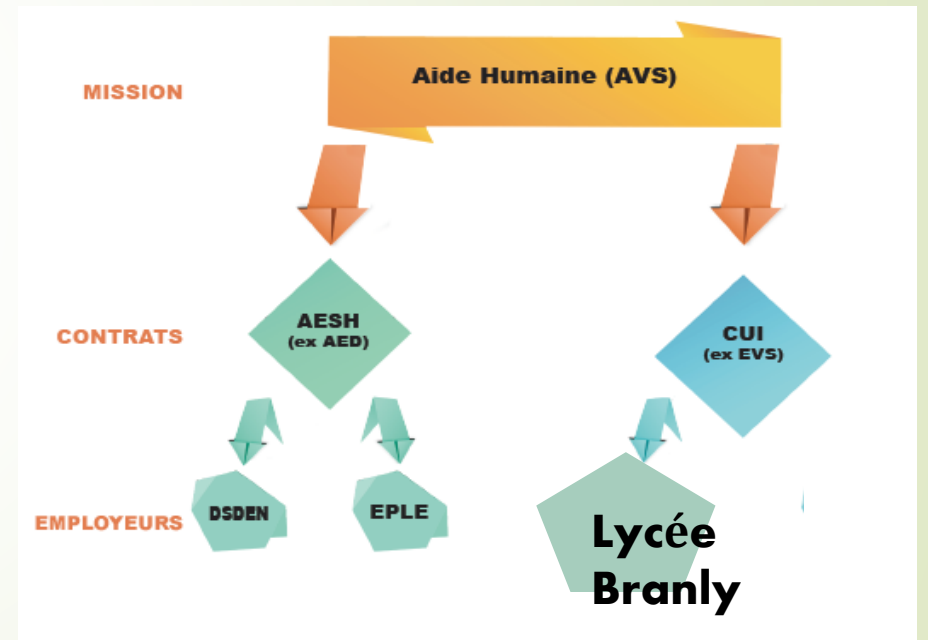 MISSION
Aide Humaine (AVS)
CONTRATS
AESH
(ex AED)
CUI
(ex EVS)
EMPLOYEURS
DSDEN
EPLE
Lycée
Branly